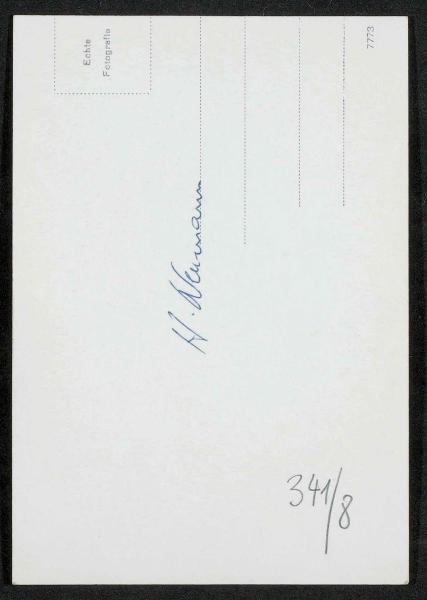 Echte
Fotografie
7773
H. Neumann
341/8